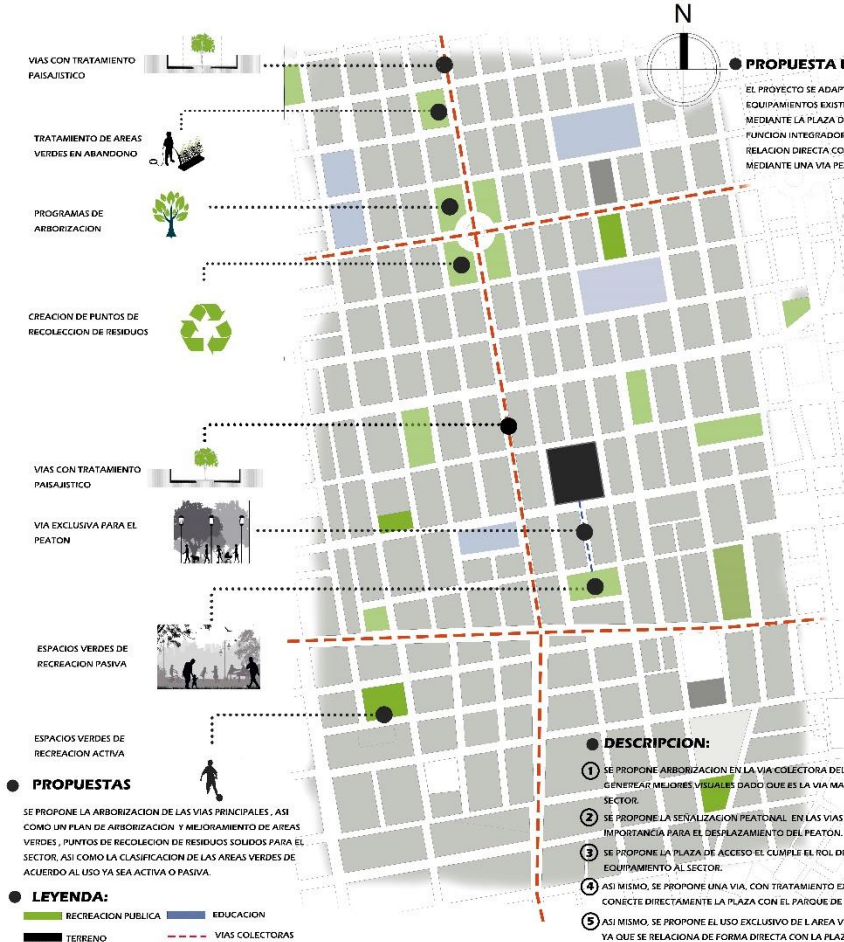 N
VIAS CON TRATAMIENTO
PAISAJISTICO
TRATAMIENTO DE AREAS
VERDES EN ABANDONO
PROGRAMAS DE
ARBORIZACION
CREACION DE PUNTOS DE
RECOLECCION DE RESIDUOS
VIAS CON TRATAMIENTO
PAISAJISTICO
VIA EXCLUSIVA PARA EL
PEATON
ESPACIOS VERDES DE
RECREACION PASIVA
ESPACIOS VERDES DE
RECREACION ACTIVA
PROPUESTAS
SE PROPONE LA ARBORIZACION DE LAS VIAS PRINCIPALES , ASI
COMO UN PLAN DE ARBORIZACION Y MEJORAMIENTO DE AREAS
VERDES , PUNTOS DE RECOLECION DE RESIDUOS SOLIDOS PARA EL
SECTOR, ASI COMO LA CLASIFICACION DE LAS AREAS VERDES DE
ACUERDO AL USO YA SEA ACTIVA O PASIVA.
LEYENDA:
RECREACION PUBLICA
EDUCACION
TERRENO
VIAS COLECTORAS
PROPUESTA
EL PROYECTO SE ADAP
EQUIPAMIENTOS EXIST
MEDIANTE LA PLAZA D
FUNCION INTEGRADOR
RELACION DIRECTA CO
MEDIANTE UNA VIA PE
DESCRIPCION:
1 SE PROPONE ARBORIZACION EN LA VIA COLECTORA DEL
GENEREAR MEJORES VISUALES DADO QUE ES LA VIA MA
SECTOR.
2 SE PROPONE LA SEÑALIZACION PEATONAL EN LAS VIAS
IMPORTANCIA PARA EL DESPLAZAMIENTO DEL PEATON.
3 SE PROPONE LA PLAZA DE ACCESO EL CUMPLE EL ROL DE
EQUIPAMIENTO AL SECTOR.
4 ASI MISMO, SE PROPONE UNA VIA, CON TRATAMIENTO EX
CONECTE DIRECTAMENTE LA PLAZA CON EL PARQUE DE
5 ASI MISMO, SE PROPONE EL USO EXCLUSIVO DE L AREA V
YA QUE SE RELACIONA DE FORMA DIRECTA CON LA PLAZ